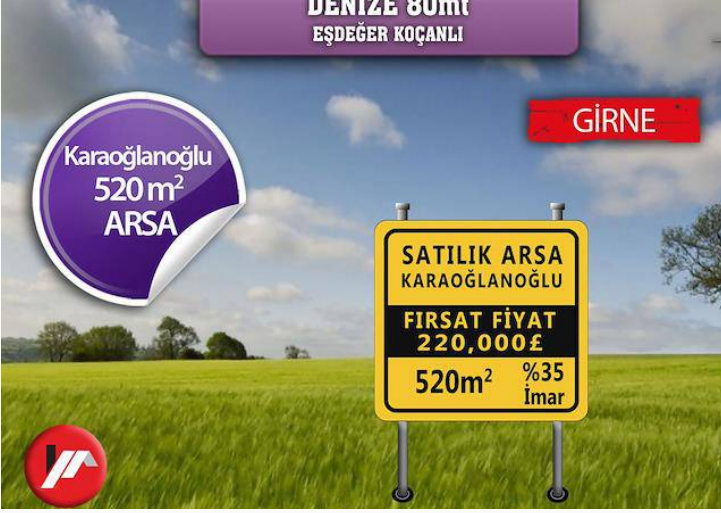 DENİZE 80mt
EŞDEĞER KOÇANLI
GİRNE
Karaoğlanoğlu
520 m²
ARSA
SATILIK ARSA
KARAOĞLANOĞLU
FIRSAT FİYAT
220,000£
520m²
%35
İmar